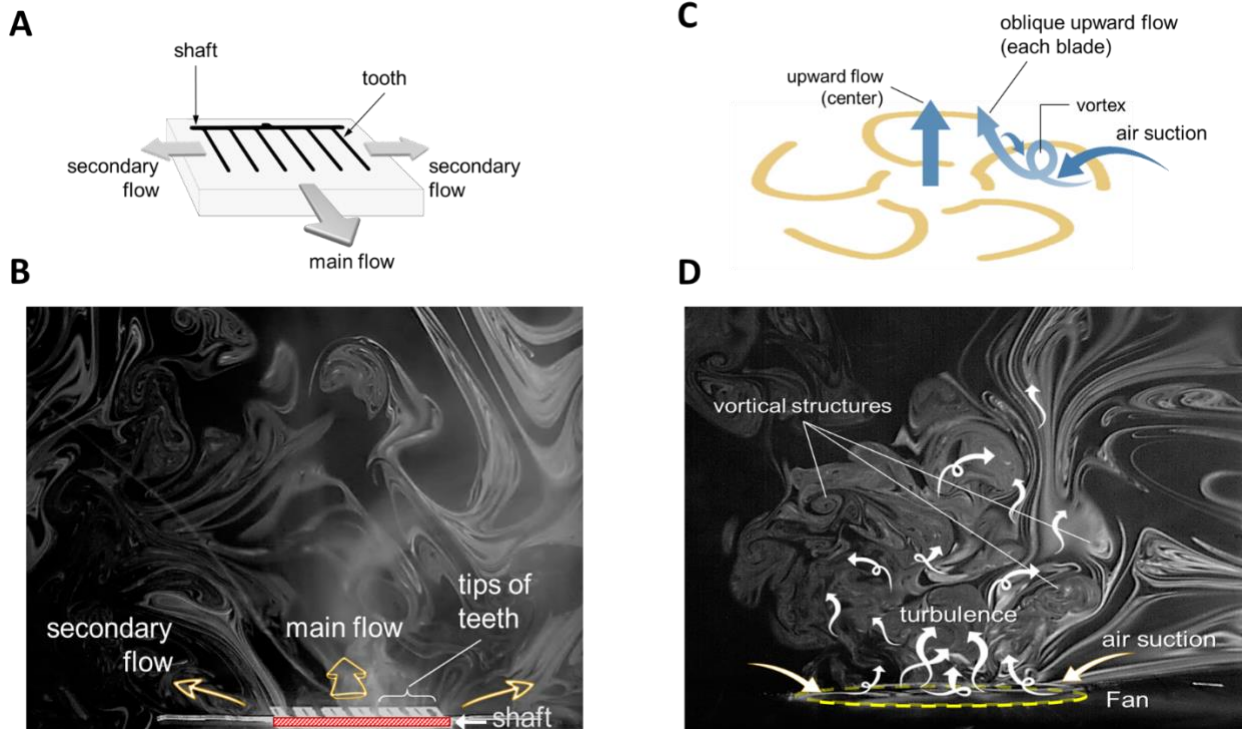 A
shaft
tooth
secondary
flow
secondary
flow
main flow
B
secondary
flow
main flow
tips of
teeth
shaft
C
oblique upward flow
(each blade)
upward flow
(center)
vortex
air suction
D
vortical structures
turbulence
air suction
Fan